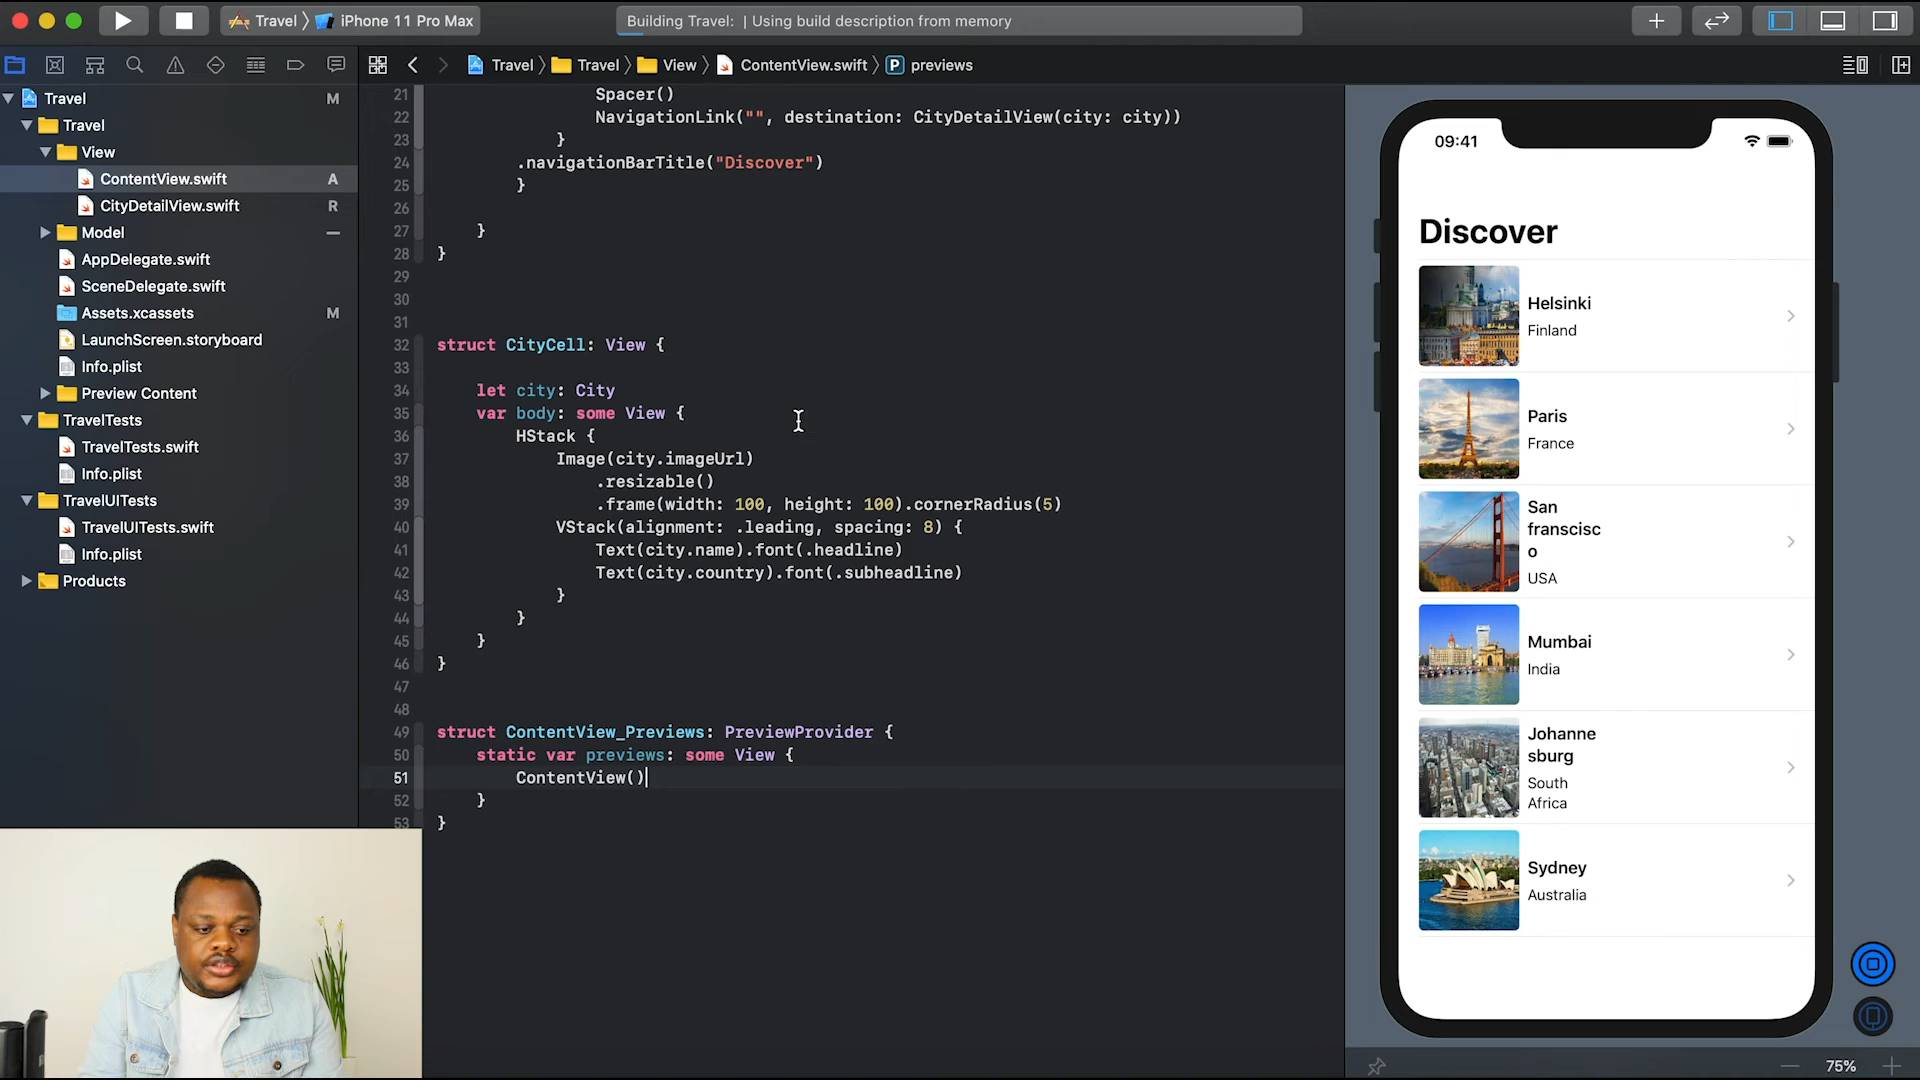 Travel
iPhone 11 Pro Max
Building Travel: | Using build description from memory
Travel
Travel
View
ContentView.swift
P
previews
Travel
M
Travel
View
ContentView.swift
A
CityDetailView.swift
R
Model
AppDelegate.swift
SceneDelegate.swift
Assets.xcassets
M
LaunchScreen.storyboard
Info.plist
Preview Content
TravelTests
TravelTests.swift
Info.plist
TravelUITests
TravelUITests.swift
Info.plist
Products
21 Spacer()
22 NavigationLink("", destination: CityDetailView(city: city))
23 }
24 .navigationBarTitle("Discover")
25 }
26
27 }
28 }
29
30
31
32 struct CityCell: View {
33
34 let city: City
35 var body: some View {
36 HStack {
37 Image(city.imageUrl)
38 .resizable()
39 .frame(width: 100, height: 100).cornerRadius(5)
40 VStack(alignment: .leading, spacing: 8) {
41 Text(city.name).font(.headline)
42 Text(city.country).font(.subheadline)
43 }
44 }
45 }
46 }
47
48
49 struct ContentView_Previews: PreviewProvider {
50 static var previews: some View {
51 ContentView()
52 }
53 }
09:41
Discover
Helsinki
Finland
Paris
France
San
franscisc
o
USA
Mumbai
India
Johanne
sburg
South
Africa
Sydney
Australia
75%